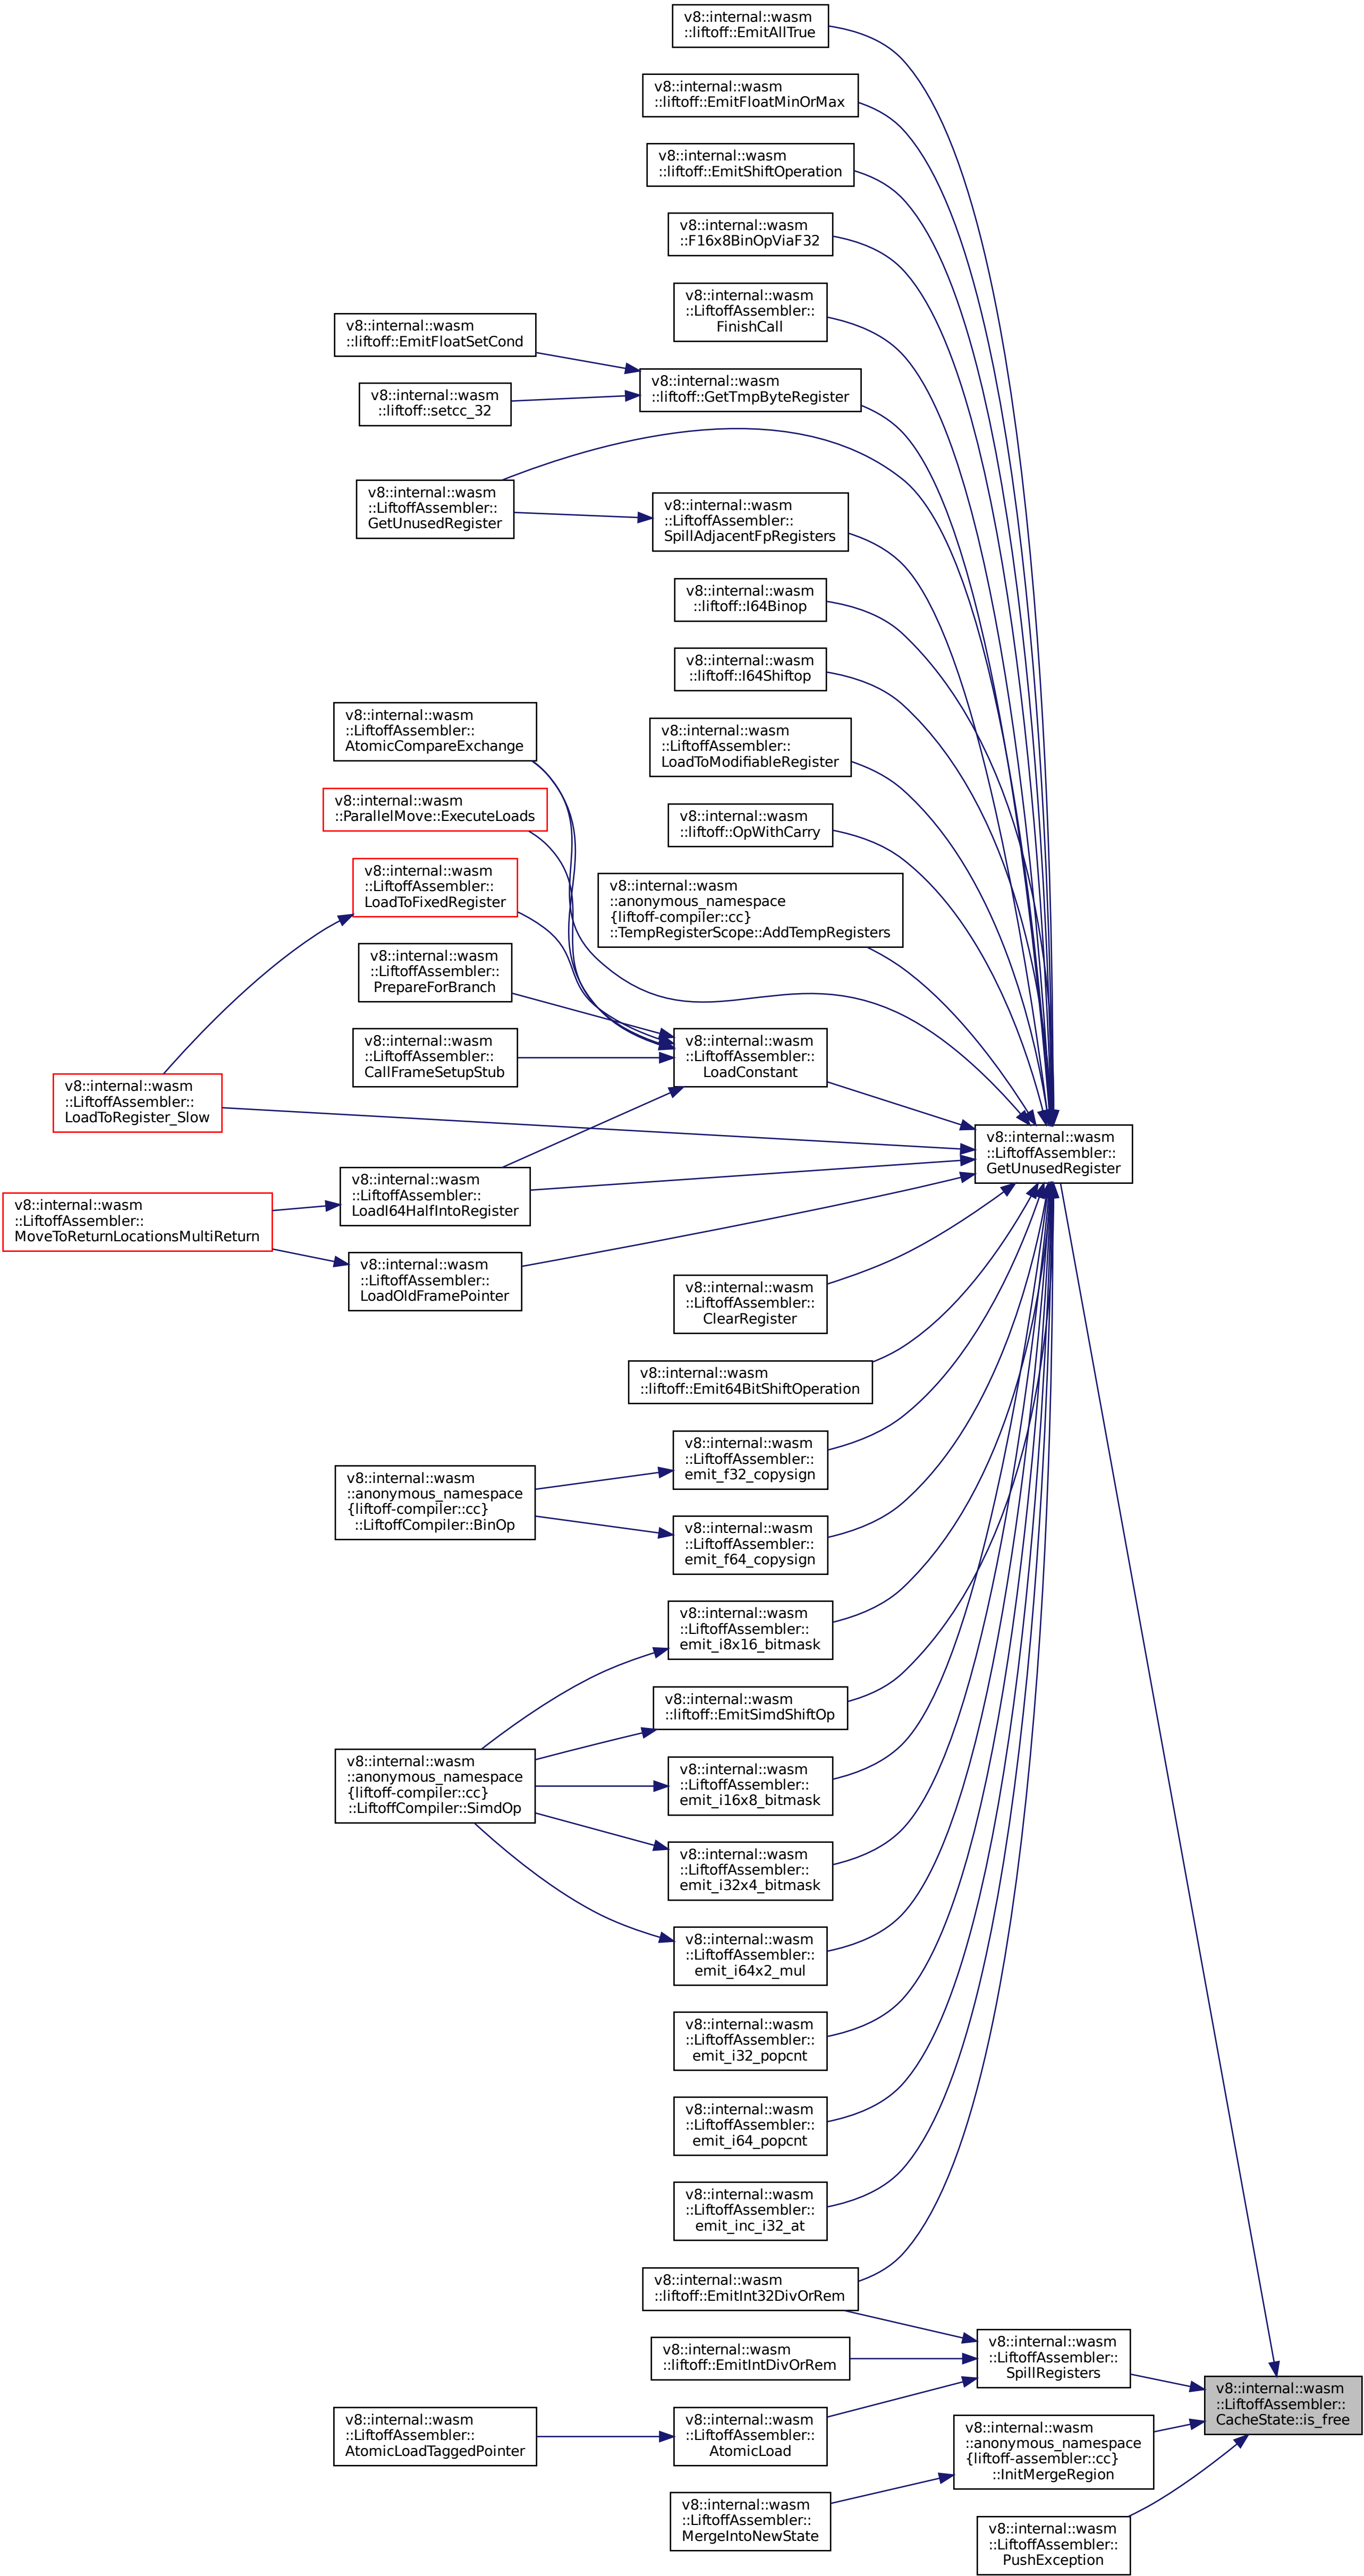 v8::internal::wasm
::liftoff::EmitAllTrue
v8::internal::wasm
::liftoff::EmitFloatMinOrMax
v8::internal::wasm
::liftoff::EmitShiftOperation
v8::internal::wasm
::F16x8BinOpViaF32
v8::internal::wasm
::LiftoffAssembler::
FinishCall
v8::internal::wasm
::liftoff::EmitFloatSetCond
v8::internal::wasm
::liftoff::GetTmpByteRegister
v8::internal::wasm
::liftoff::setcc_32
v8::internal::wasm
::LiftoffAssembler::
GetUnusedRegister
v8::internal::wasm
::LiftoffAssembler::
SpillAdjacentFpRegisters
v8::internal::wasm
::liftoff::I64Binop
v8::internal::wasm
::liftoff::I64Shiftop
v8::internal::wasm
::LiftoffAssembler::
AtomicCompareExchange
v8::internal::wasm
::LiftoffAssembler::
LoadToModifiableRegister
v8::internal::wasm
::ParallelMove::ExecuteLoads
v8::internal::wasm
::liftoff::OpWithCarry
v8::internal::wasm
::LiftoffAssembler::
LoadToFixedRegister
v8::internal::wasm
::anonymous_namespace
{liftoff-compiler::cc}
::TempRegisterScope::AddTempRegisters
v8::internal::wasm
::LiftoffAssembler::
PrepareForBranch
v8::internal::wasm
::LiftoffAssembler::
CallFrameSetupStub
v8::internal::wasm
::LiftoffAssembler::
LoadConstant
v8::internal::wasm
::LiftoffAssembler::
LoadToRegister_Slow
v8::internal::wasm
::LiftoffAssembler::
GetUnusedRegister
v8::internal::wasm
::LiftoffAssembler::
LoadI64HalfIntoRegister
v8::internal::wasm
::LiftoffAssembler::
MoveToReturnLocationsMultiReturn
v8::internal::wasm
::LiftoffAssembler::
LoadOldFramePointer
v8::internal::wasm
::LiftoffAssembler::
ClearRegister
v8::internal::wasm
::liftoff::Emit64BitShiftOperation
v8::internal::wasm
::LiftoffAssembler::
emit_f32_copysign
v8::internal::wasm
::anonymous_namespace
{liftoff-compiler::cc}
::LiftoffCompiler::BinOp
v8::internal::wasm
::LiftoffAssembler::
emit_f64_copysign
v8::internal::wasm
::LiftoffAssembler::
emit_i8x16_bitmask
v8::internal::wasm
::liftoff::EmitSimdShiftOp
v8::internal::wasm
::anonymous_namespace
{liftoff-compiler::cc}
::LiftoffCompiler::SimdOp
v8::internal::wasm
::LiftoffAssembler::
emit_i16x8_bitmask
v8::internal::wasm
::LiftoffAssembler::
emit_i32x4_bitmask
v8::internal::wasm
::LiftoffAssembler::
emit_i64x2_mul
v8::internal::wasm
::LiftoffAssembler::
emit_i32_popcnt
v8::internal::wasm
::LiftoffAssembler::
emit_i64_popcnt
v8::internal::wasm
::LiftoffAssembler::
emit_inc_i32_at
v8::internal::wasm
::liftoff::EmitInt32DivOrRem
v8::internal::wasm
::liftoff::EmitIntDivOrRem
v8::internal::wasm
::LiftoffAssembler::
SpillRegisters
v8::internal::wasm
::LiftoffAssembler::
CacheState::is_free
v8::internal::wasm
::LiftoffAssembler::
AtomicLoadTaggedPointer
v8::internal::wasm
::LiftoffAssembler::
AtomicLoad
v8::internal::wasm
::anonymous_namespace
{liftoff-assembler::cc}
::InitMergeRegion
v8::internal::wasm
::LiftoffAssembler::
MergeIntoNewState
v8::internal::wasm
::LiftoffAssembler::
PushException